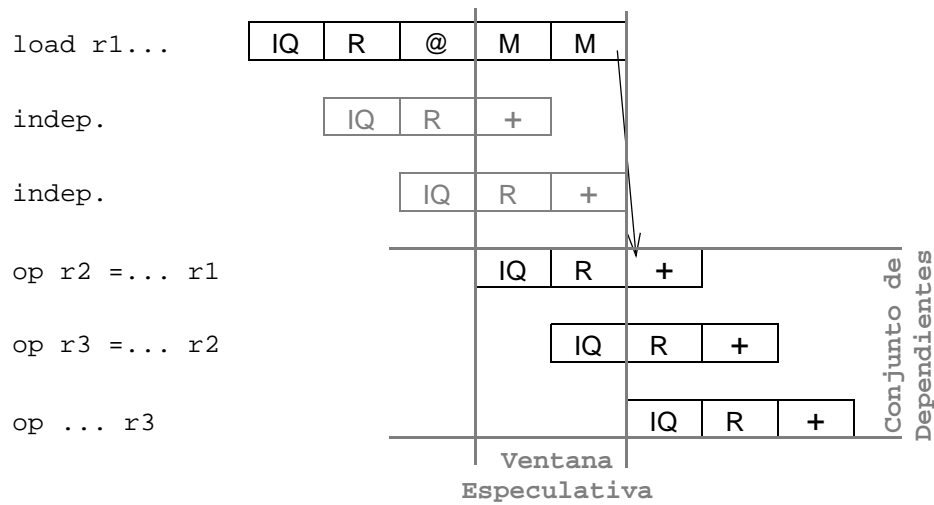 load r1... IQ R @ M M
indep. IQ R +
indep. IQ R +
op r2 =... r1 IQ R +
op r3 =... r2 IQ R +
op ... r3 IQ R +
Conjunto de
Dependientes
Ventana
Especulativa